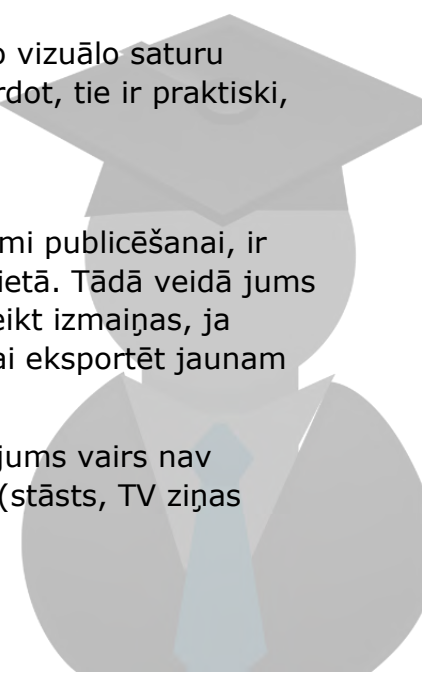 vizuālo saturu
rdot, tie ir praktiski,
mi publicēšanai, ir
ietā. Tādā veidā jums
eikt izmaiņas, ja
ai eksportēt jaunam
jums vairs nav
(stāsts, TV ziņas